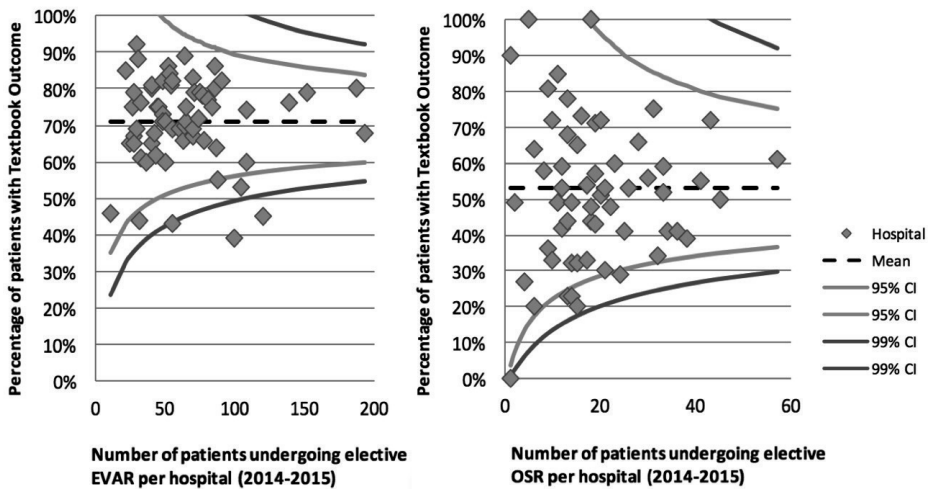 Percentage of patients with Textbook Outcome
100%
90%
80%
70%
60%
50%
40%
30%
20%
10%
0%
0 50 100 150 200
Number of patients undergoing elective
EVAR per hospital (2014-2015)
Percentage of patients with Textbook Outcome
100%
90%
80%
70%
60%
50%
40%
30%
20%
10%
0%
0 20 40 60
Number of patients undergoing elective
OSR per hospital (2014-2015)
Hospital
Mean
95% CI
95% CI
99% CI
99% CI